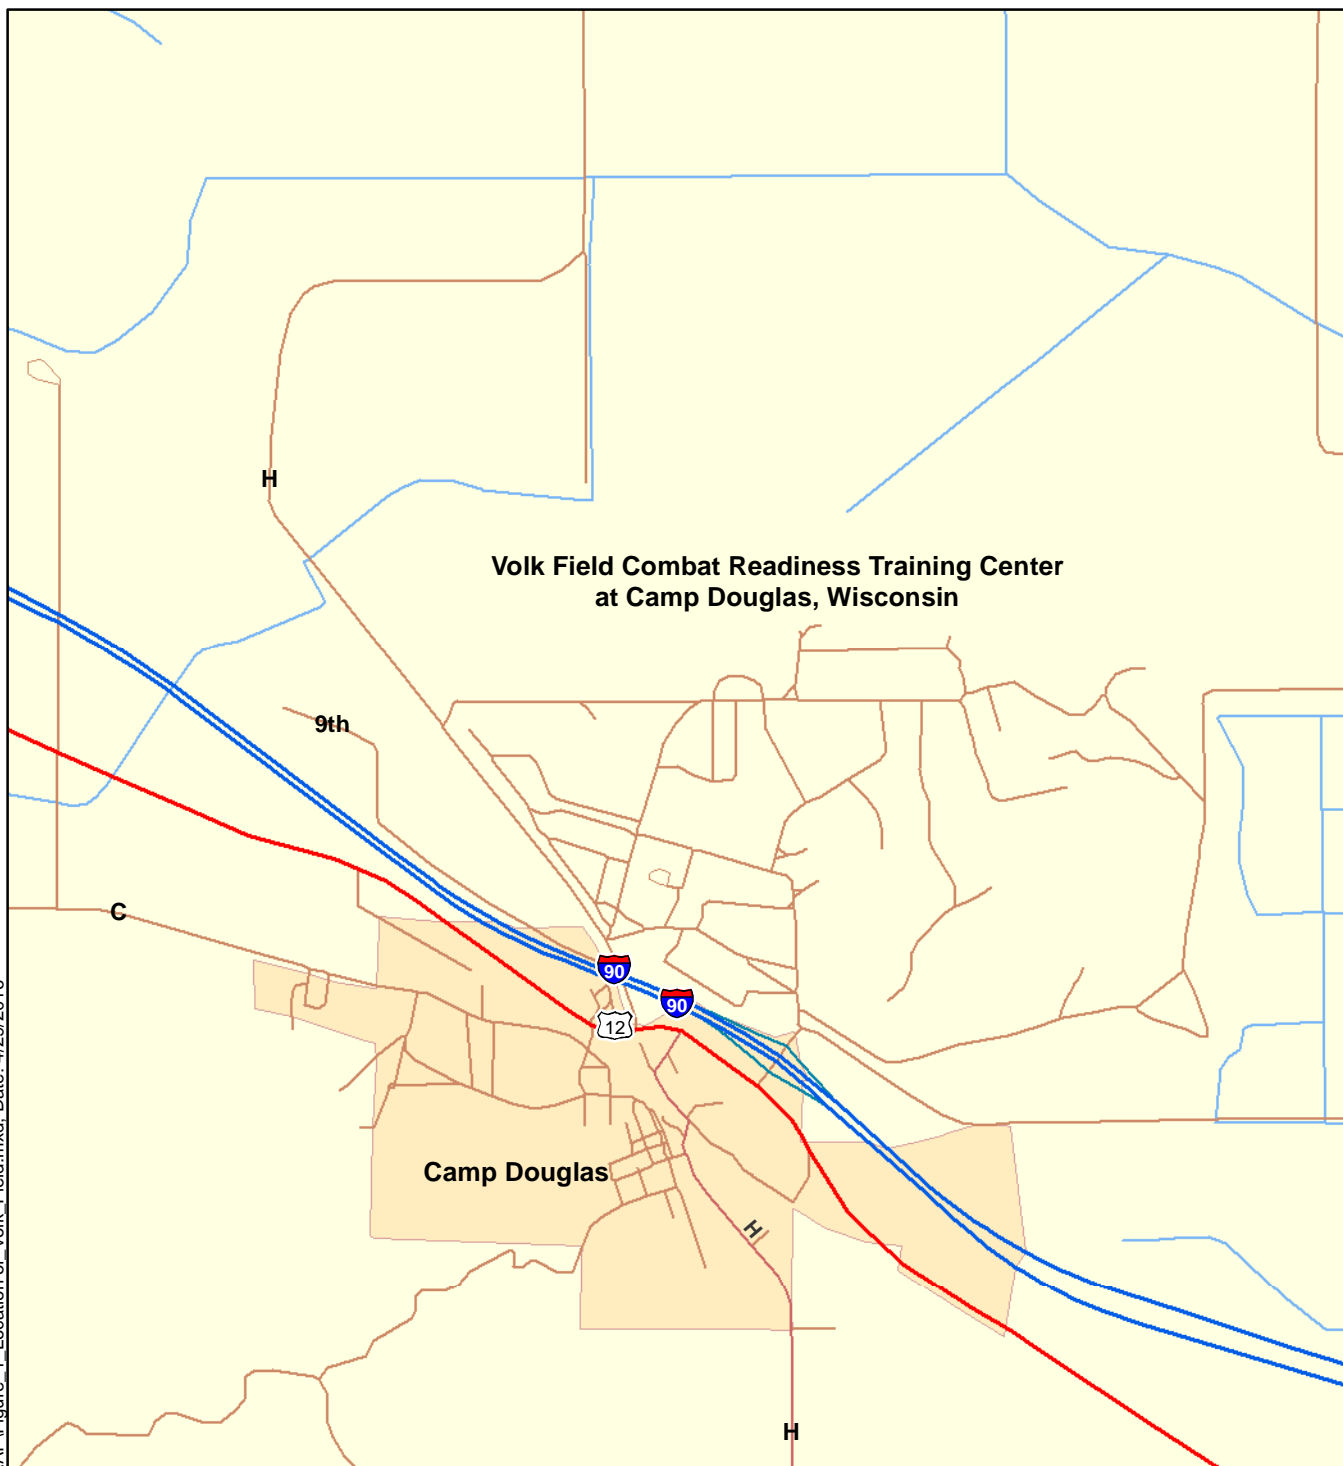 H
Volk Field Combat Readiness Training Center
at Camp Douglas, Wisconsin
9th
C
90
90
12
Camp Douglas
H
H